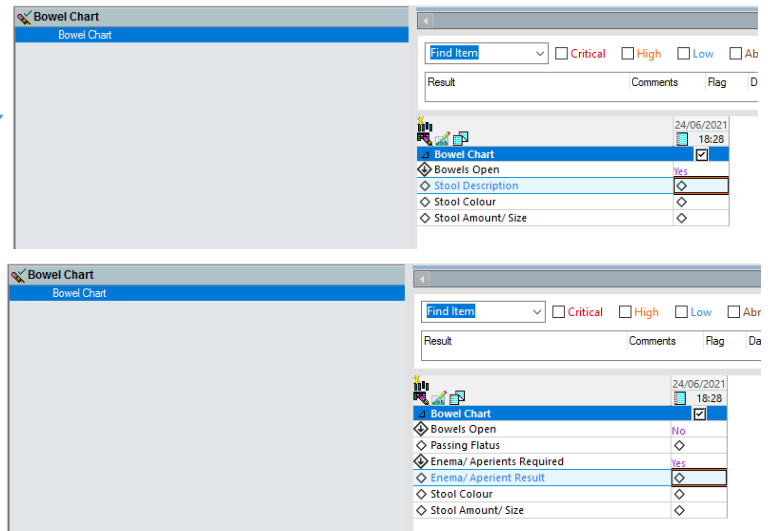 Bowel Chart
Bowel Chart
Find Item Critical High Low Ab
Result Comments Flag D
24/06/2021
18:28
Bowel Chart
Bowels Open Yes
Stool Description
Stool Colour
Stool Amount/ Size
Bowel Chart
Bowel Chart
Find Item Critical High Low Abr
Result Comments Flag Da
24/06/2021
18:28
Bowel Chart
Bowels Open No
Passing Flatus
Enema/ Aperients Required Yes
Enema/ Aperient Result
Stool Colour
Stool Amount/ Size